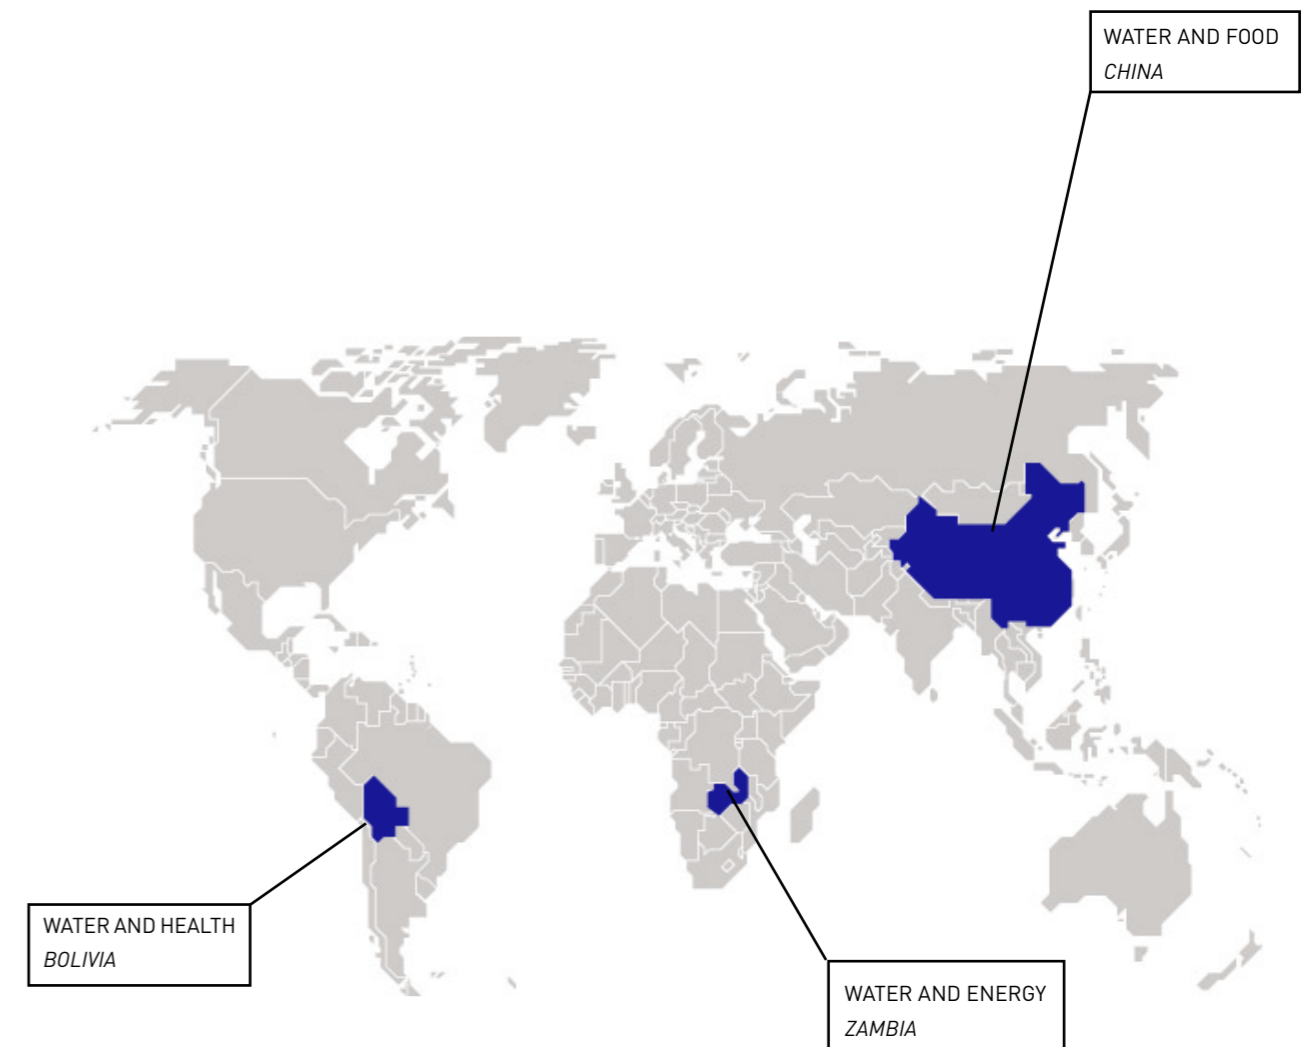 WATER AND FOOD
CHINA
WATER AND HEALTH
BOLIVIA
WATER AND ENERGY
ZAMBIA